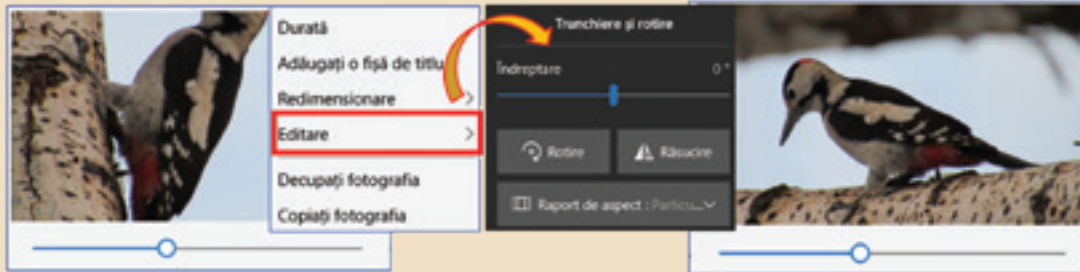 Durată
Adăugați o fișă de titlu
Redimensionare
Editare
Decupați fotografia
Copiați fotografia
Trunchiere și rotire
Îndreptare 0°
Rotire Răsucire
Raport de aspect : Particu...